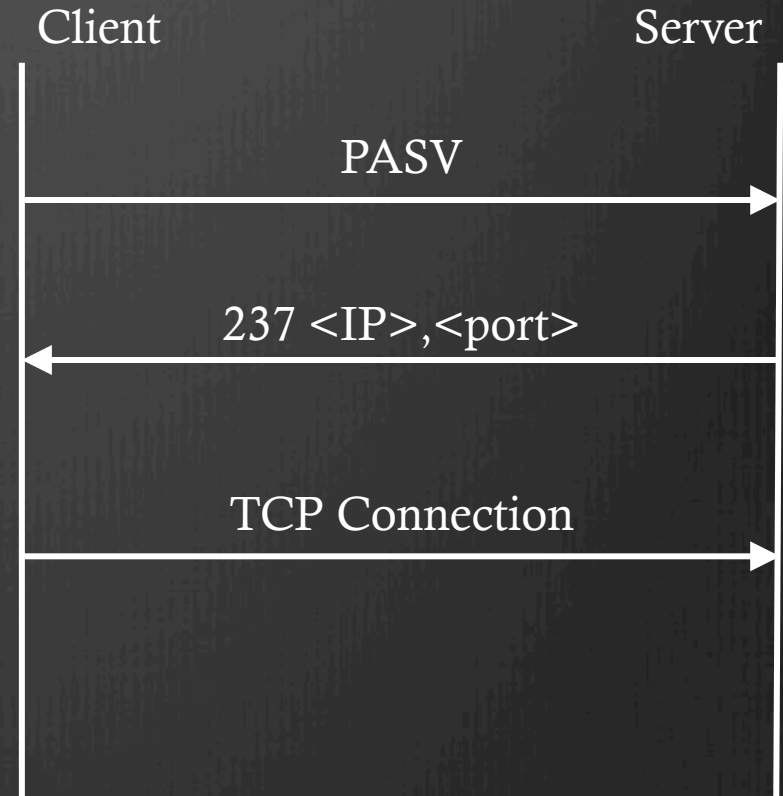 Client
Server
PASV
237 <IP>,<port>
TCP Connection